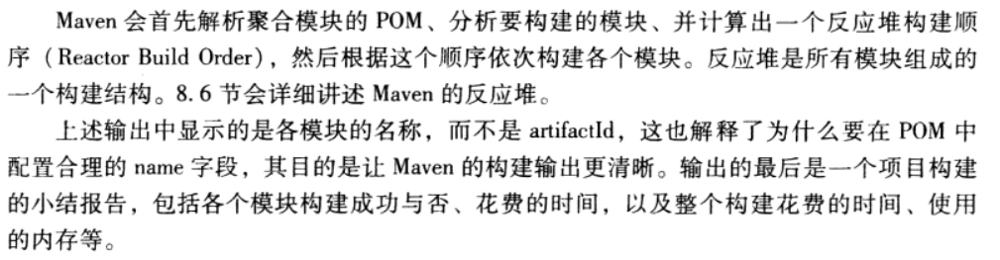 Maven 会首先解析聚合模块的 POM、分析要构建的模块、并计算出一个反应堆构建顺
序（Reactor Build Order），然后根据这个顺序依次构建各个模块。反应堆是所有模块组成的
一个构建结构。8.6 节会详细讲述 Maven 的反应堆。
上述输出中显示的是各模块的名称，而不是 artifactId，这也解释了为什么要在 POM 中
配置合理的 name 字段，其目的是让 Maven 的构建输出更清晰。输出的最后是一个项目构建
的小结报告，包括各个模块构建成功与否、花费的时间，以及整个构建花费的时间、使用
的内存等。